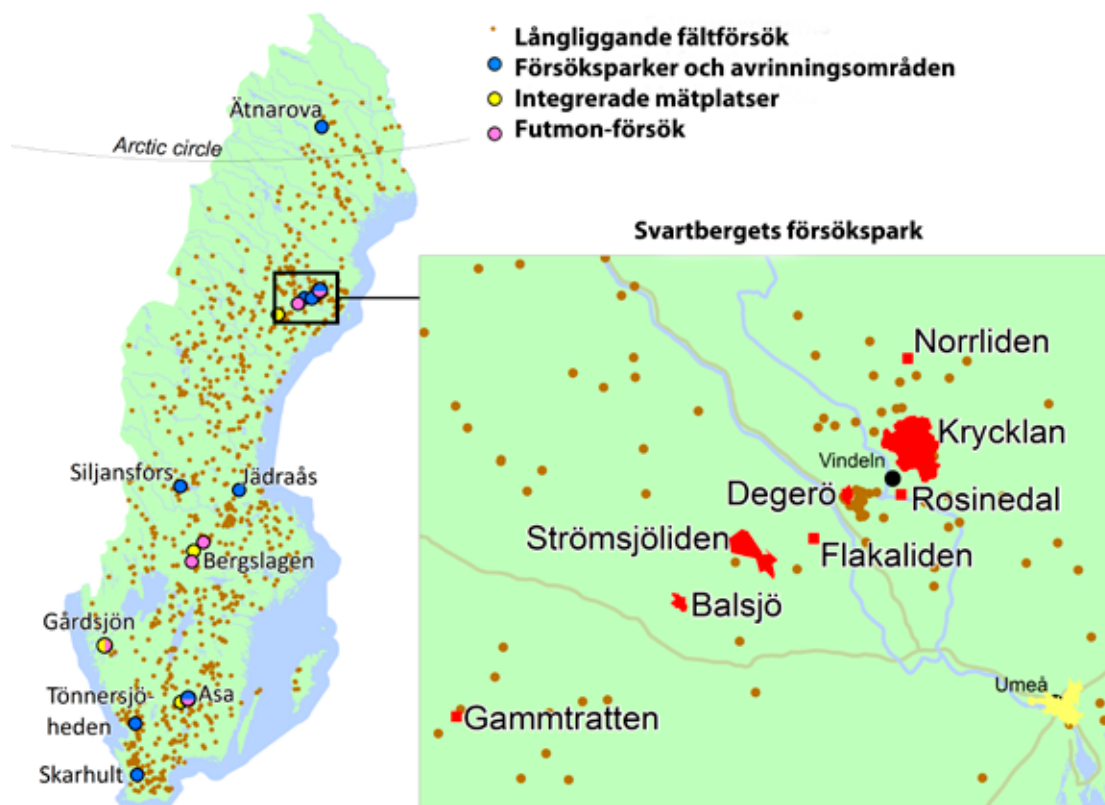 Långliggande fältförsök
Försöksparker och avrinningsområden
Integrerade mätplatser
Futmon-försök
Ätnarova
Arctic circle
Svartbergets försökspark
Norrliden
Krycklan
Vindeln
Degerö
Rosinedal
Strömsjöliden
Flakaliden
Balsjö
Umeå
Gammtratten
Siljansfors
Jädraås
Bergslagen
Gårdsjön
Tönnersjö-
heden
Asa
Skarhult